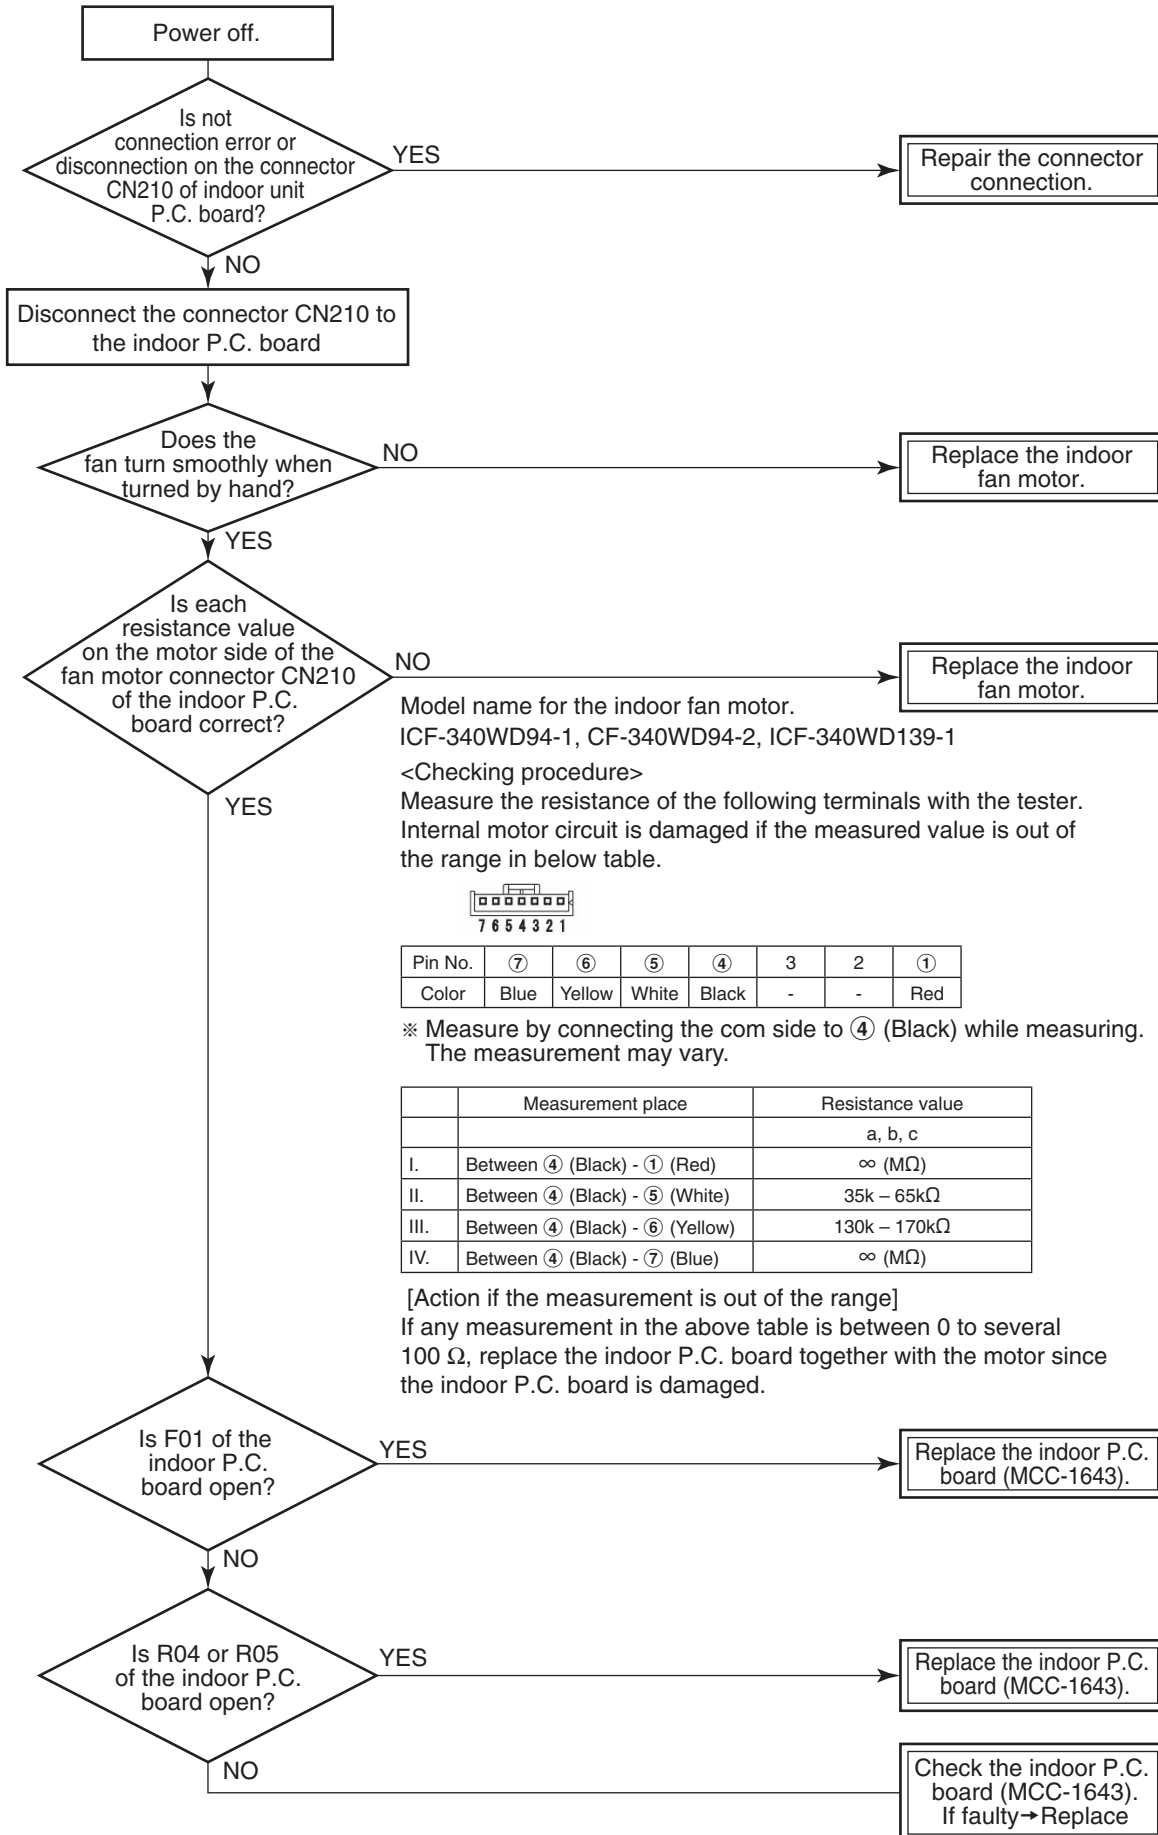 Power off.
Is not
connection error or
disconnection on the connector
CN210 of indoor unit
P.C. board?
YES
Repair the connector
connection.
NO
Disconnect the connector CN210 to
the indoor P.C. board
Does the
fan turn smoothly when
turned by hand?
NO
Replace the indoor
fan motor.
YES
Is each
resistance value
on the motor side of the
fan motor connector CN210
of the indoor P.C.
board correct?
NO
Replace the indoor
fan motor.
YES
Model name for the indoor fan motor.
ICF-340WD94-1, CF-340WD94-2, ICF-340WD139-1
<Checking procedure>
Measure the resistance of the following terminals with the tester.
Internal motor circuit is damaged if the measured value is out of
the range in below table.
7 6 5 4 3 2 1
Pin No. ⑦ ⑥ ⑤ ④ 3 2 ①
Color Blue Yellow White Black - - Red
※ Measure by connecting the com side to ④ (Black) while measuring.
The measurement may vary.
Measurement place Resistance value
a, b, c
I. Between ④ (Black) - ① (Red) ∞ (MΩ)
II. Between ④ (Black) - ⑤ (White) 35k – 65kΩ
III. Between ④ (Black) - ⑥ (Yellow) 130k – 170kΩ
IV. Between ④ (Black) - ⑦ (Blue) ∞ (MΩ)
[Action if the measurement is out of the range]
If any measurement in the above table is between 0 to several
100 Ω, replace the indoor P.C. board together with the motor since
the indoor P.C. board is damaged.
Is F01 of the
indoor P.C.
board open?
YES
Replace the indoor P.C.
board (MCC-1643).
NO
Is R04 or R05
of the indoor P.C.
board open?
YES
Replace the indoor P.C.
board (MCC-1643).
NO
Check the indoor P.C.
board (MCC-1643).
If faulty→Replace